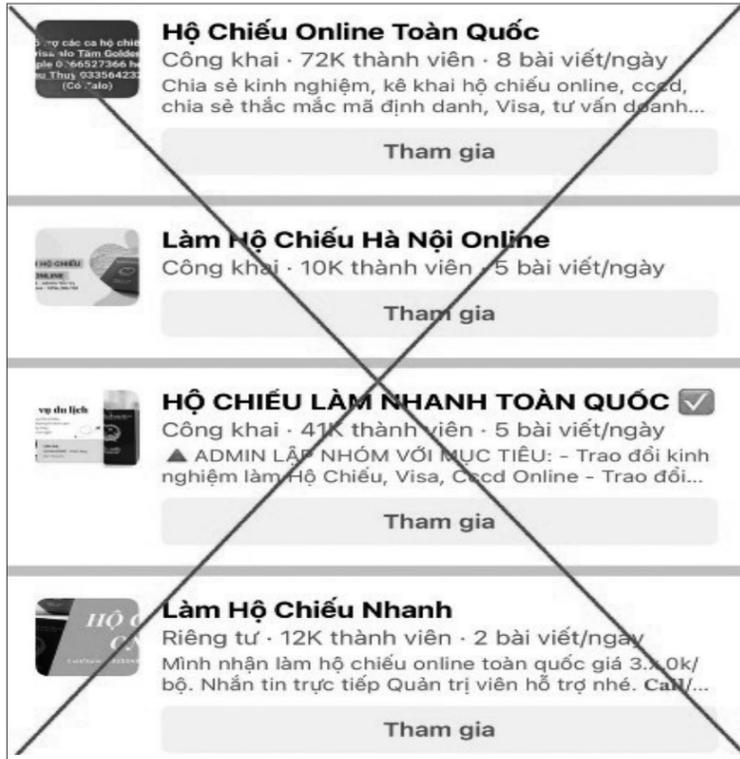 Hộ Chiếu Online Toàn Quốc
Công khai · 72K thành viên · 8 bài viết/ngày
Chia sẻ kinh nghiệm, kê khai hộ chiếu online, cccd,
chia sẻ thắc mắc mã định danh, Visa, tư vấn doanh...
Tham gia
Làm Hộ Chiếu Hà Nội Online
Công khai · 10K thành viên · 5 bài viết/ngày
Tham gia
vụ du lịch
HỘ CHIẾU LÀM NHANH TOÀN QUỐC ☑
Công khai · 41K thành viên · 5 bài viết/ngày
▲ ADMIN LẬP NHÓM VỚI MỤC TIÊU: - Trao đổi kinh
nghiệm làm Hộ Chiếu, Visa, Cccd Online - Trao đổi...
Tham gia
Làm Hộ Chiếu Nhanh
Riêng tư · 12K thành viên · 2 bài viết/ngày
Mình nhận làm hộ chiếu online toàn quốc giá 3.x0k/
bộ. Nhắn tin trực tiếp Quản trị viên hỗ trợ nhé. Call/...
Tham gia